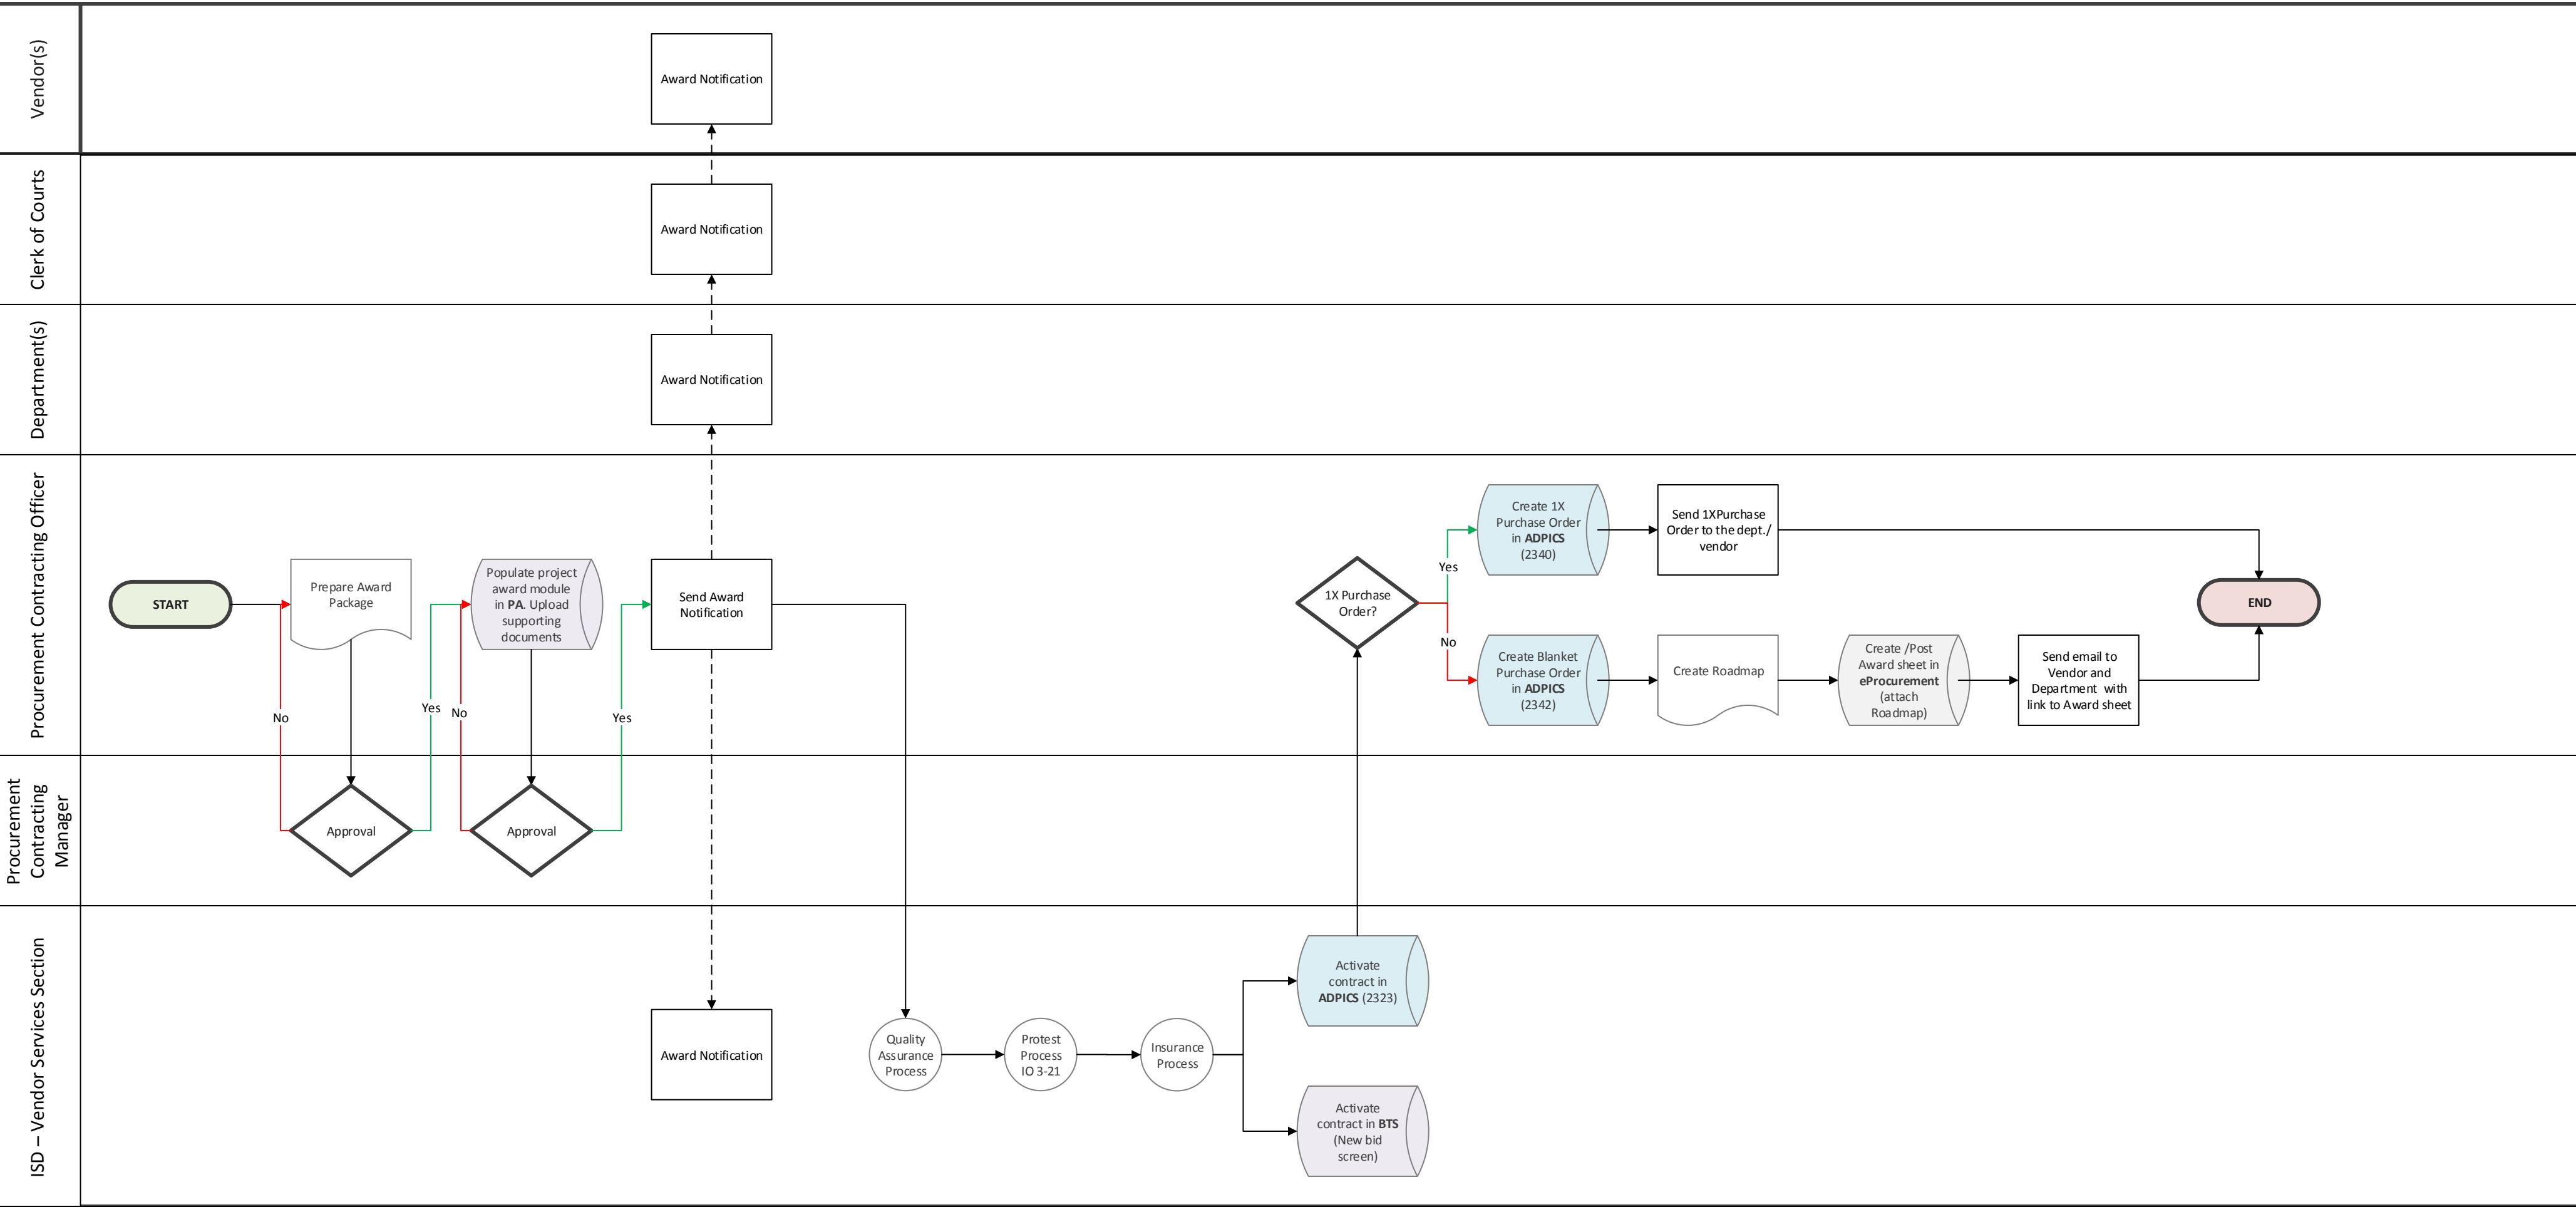 Vendor(s)
Award Notification
Clerk of Courts
Award Notification
Department(s)
Award Notification
Procurement Contracting Officer
START
Prepare Award
Package
Populate project
award module
in PA. Upload
supporting
documents
Send Award
Notification
No
Yes
No
Yes
1X Purchase
Order?
Yes
No
Create 1X
Purchase Order
in ADPICS
(2340)
Send 1XPurchase
Order to the dept./
vendor
Create Blanket
Purchase Order
in ADPICS
(2342)
Create Roadmap
Create /Post
Award sheet in
eProcurement
(attach
Roadmap)
Send email to
Vendor and
Department with
link to Award sheet
END
Procurement
Contracting
Manager
Approval
Approval
ISD – Vendor Services Section
Award Notification
Quality
Assurance
Process
Protest
Process
IO 3-21
Insurance
Process
Activate
contract in
ADPICS (2323)
Activate
contract in BTS
(New bid
screen)